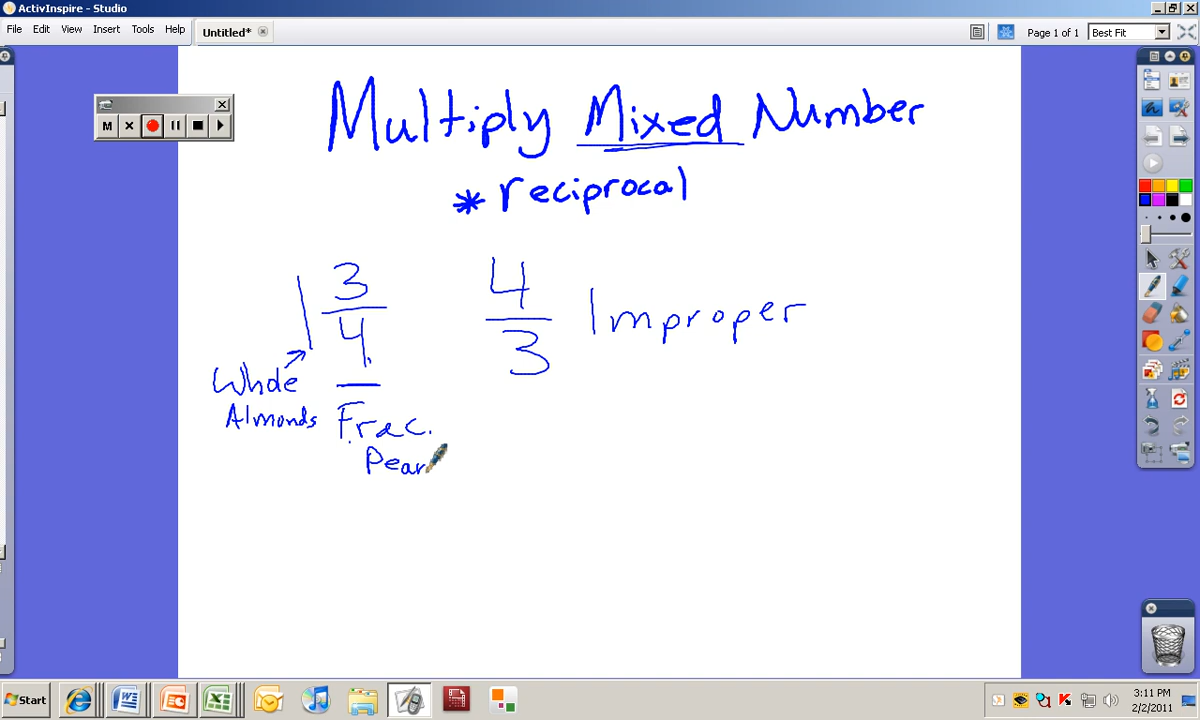 ActivInspire - Studio
File Edit View Insert Tools Help
Untitled*
Page 1 of 1
Best Fit
M
Multiply Mixed Number
* reciprocal
1 3/4
4/3 Improper
Whole
Almonds
Frac.
Pear
Start
3:11 PM
2/2/2011